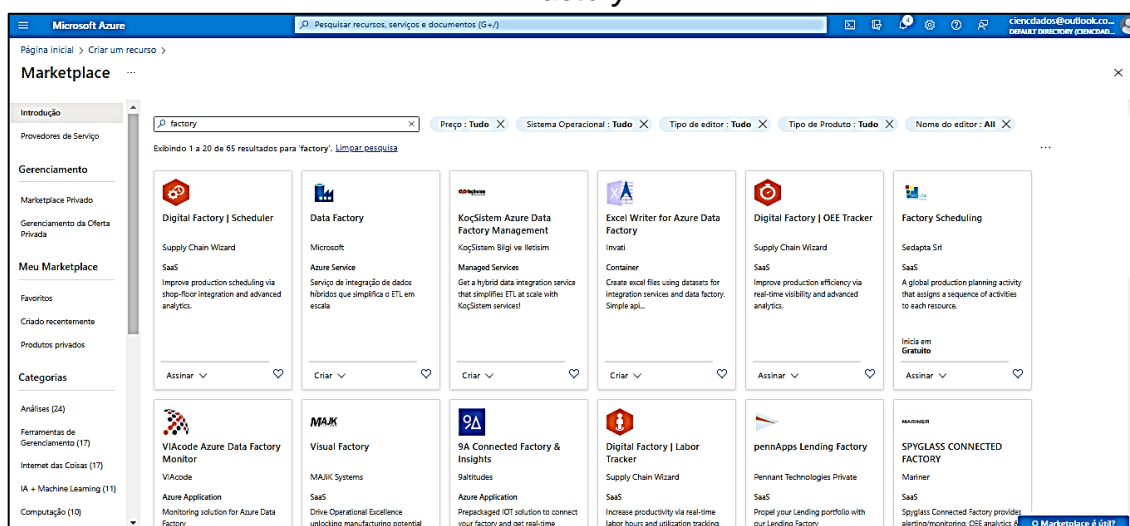 Microsoft Azure
Pesquisar recursos, serviços e documentos (G+/)
4
ciencdados@outlook.co...
DEFAULT DIRECTORY (CIENCDAD...
Página inicial > Criar um recurso >
Marketplace ...
Introdução
Provedores de Serviço
Gerenciamento
Marketplace Privado
Gerenciamento da Oferta
Privada
Meu Marketplace
Favoritos
Criado recentemente
Produtos privados
Categorias
Análises (24)
Ferramentas de
Gerenciamento (17)
Internet das Coisas (17)
IA + Machine Learning (11)
Computação (10)
factory
Preço : Tudo
Sistema Operacional : Tudo
Tipo de editor : Tudo
Tipo de Produto : Tudo
Nome do editor : All
Exibindo 1 a 20 de 65 resultados para 'factory'. Limpar pesquisa
Digital Factory | Scheduler
Supply Chain Wizard
SaaS
Improve production scheduling via
shop-floor integration and advanced
analytics.
Assinar
Data Factory
Microsoft
Azure Service
Serviço de integração de dados
híbridos que simplifica o ETL em
escala
Criar
KoçSistem Azure Data
Factory Management
KoçSistem Bilgi ve Iletisim
Managed Services
Get a hybrid data integration service
that simplifies ETL at scale with
KoçSistem services!
Criar
Excel Writer for Azure Data
Factory
Invati
Container
Create excel files using datasets for
integration services and data factory.
Simple api...
Criar
Digital Factory | OEE Tracker
Supply Chain Wizard
SaaS
Improve production efficiency via
real-time visibility and advanced
analytics.
Assinar
Factory Scheduling
Sedapta Srl
SaaS
A global production planning activity
that assigns a sequence of activities
to each resource.
Inicia em
Gratuito
Assinar
VIAcode Azure Data Factory
Monitor
VIAcode
Azure Application
Monitoring solution for Azure Data
Factory
MAJiK
Visual Factory
MAJiK Systems
SaaS
Drive Operational Excellence
unlocking manufacturing potential
9A
9A Connected Factory &
Insights
9altitudes
Azure Application
Prepackaged IOT solution to connect
your factory and get real-time
Digital Factory | Labor
Tracker
Supply Chain Wizard
SaaS
Increase productivity via real-time
labor hours and utilization tracking.
pennApps Lending Factory
Pennant Technologies Private
SaaS
Propel your Lending portfolio with
our Lending Factory
MARINER
SPYGLASS CONNECTED
FACTORY
Mariner
SaaS
Spyglass Connected Factory provides
alerting/monitoring, OEE analytics &
O Marketplace é útil?